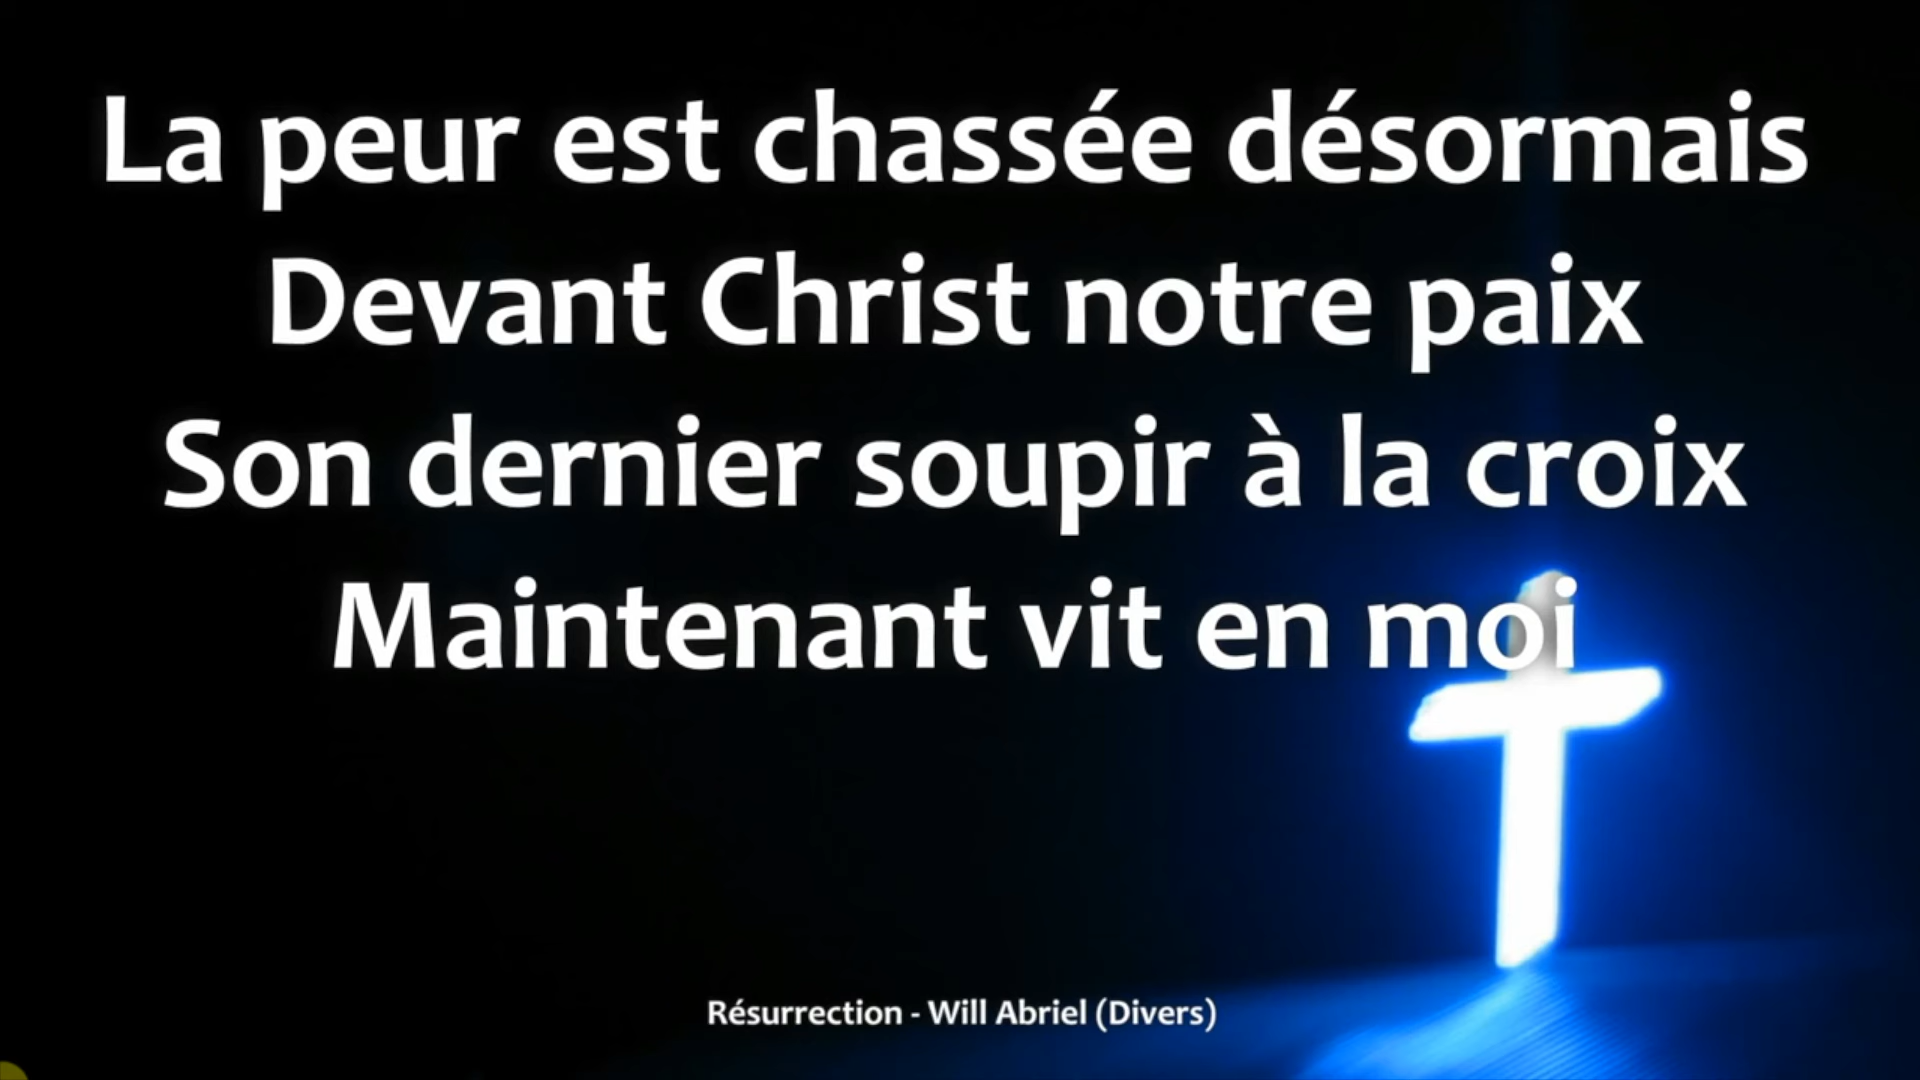 La peur est chassée désormais
Devant Christ notre paix
Son dernier soupir à la croix
Maintenant vit en moi
Résurrection - Will Abriel (Divers)